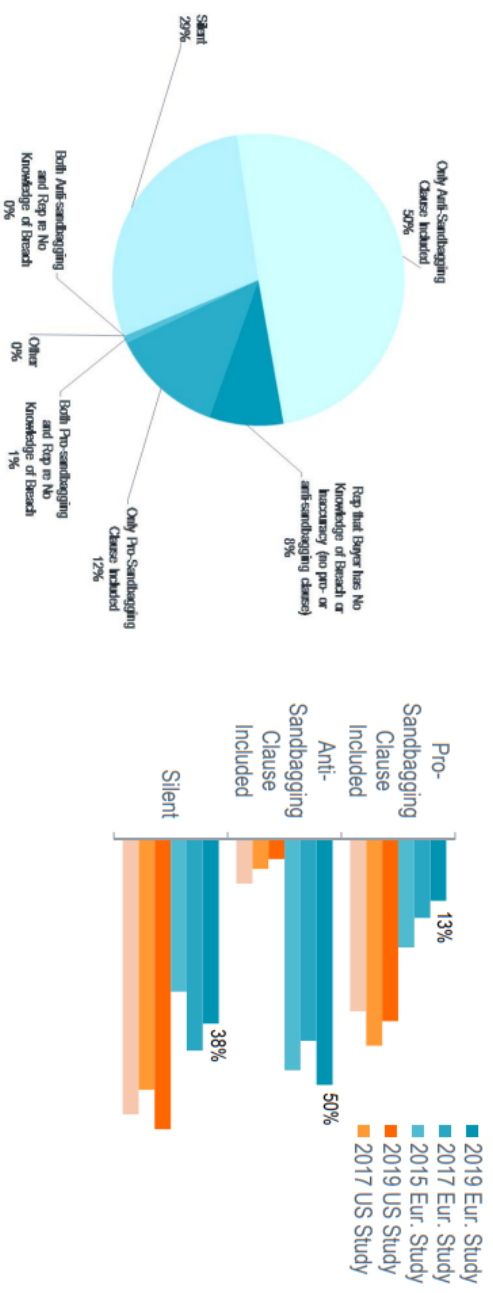 Only Anti-Sandbagging
Clause Included
50%
Rep that Buyer has No
Knowledge of Breach or
Inaccuracy (no pro- or
anti-sandbagging clause)
8%
Only Pro-Sandbagging
Clause Included
12%
Both Pro-sandbagging
and Rep re No
Knowledge of Breach
1%
Other
0%
Both Anti-sandbagging
and Rep re No
Knowledge of Breach
0%
Silent
29%
Pro-
Sandbagging
Clause
Included
13%
Anti-
Sandbagging
Clause
Included
50%
Silent
38%
2019 Eur. Study
2017 Eur. Study
2015 Eur. Study
2019 US Study
2017 US Study